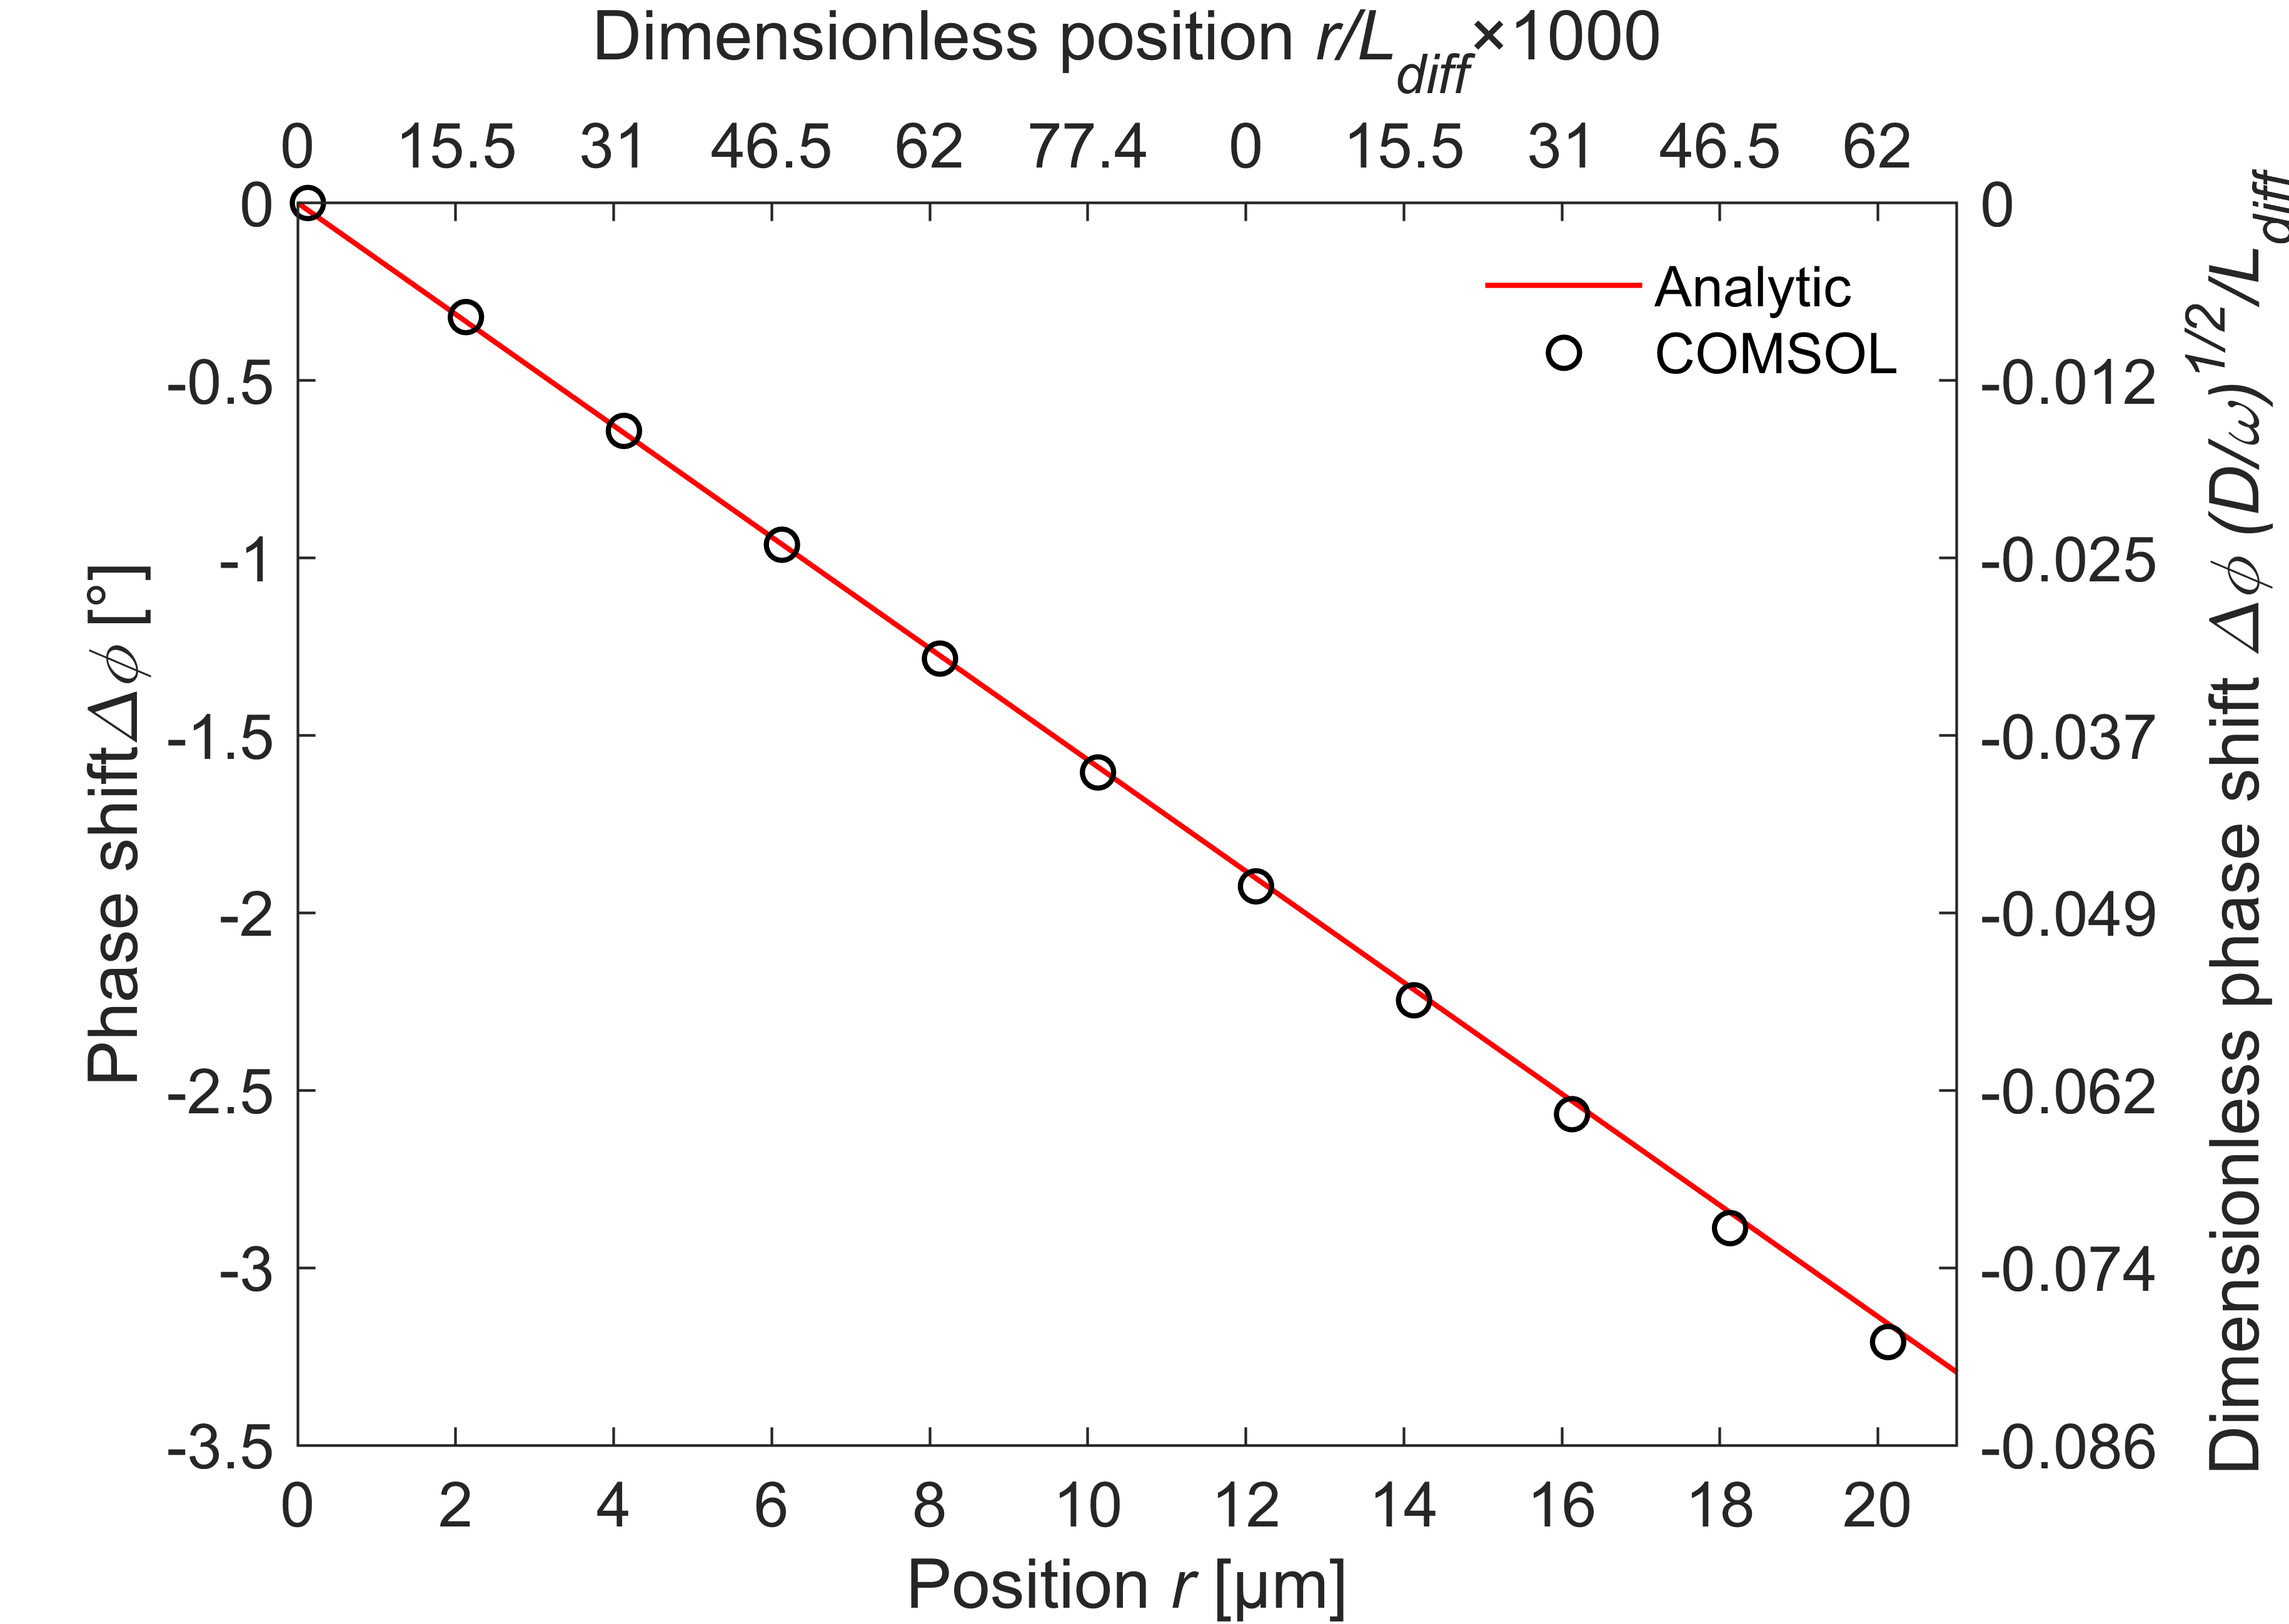 Dimensionless position r/L_diff×1000
0 15.5 31 46.5 62 77.4 0 15.5 31 46.5 62
0
-0.5
-1
-1.5
-2
-2.5
-3
-3.5
Phase shiftΔϕ [°]
Analytic
COMSOL
0
-0.012
-0.025
-0.037
-0.049
-0.062
-0.074
-0.086
Dimensionless phase shift Δϕ (D/ω)^1/2/L_diff
0 2 4 6 8 10 12 14 16 18 20
Position r [µm]